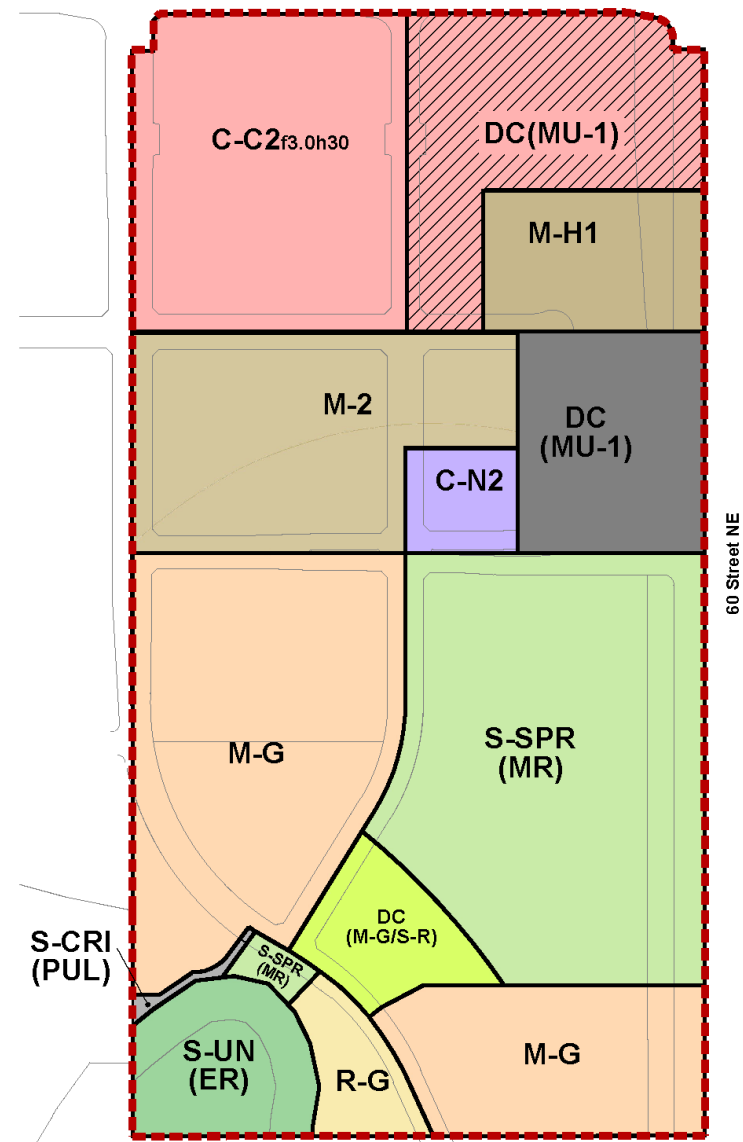 C-C2f3.0h30
DC(MU-1)
M-H1
M-2
DC
(MU-1)
C-N2
60 Street NE
M-G
S-SPR
(MR)
DC
(M-G/S-R)
S-CRI
(PUL)
S-SPR
(MR)
S-UN
(ER)
R-G
M-G